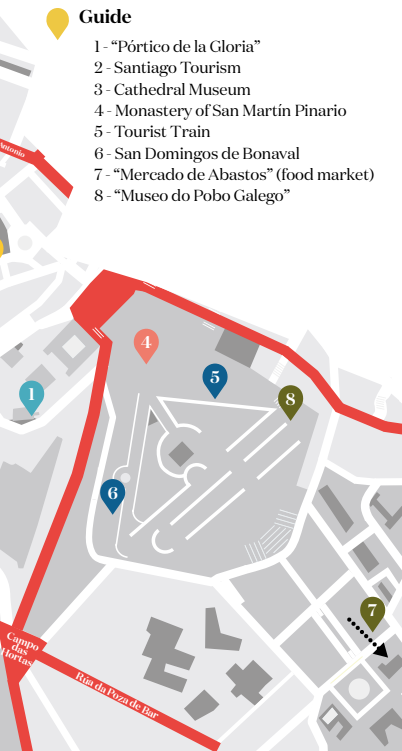 Guide
1 - “Pórtico de la Gloria”
2 - Santiago Tourism
3 - Cathedral Museum
4 - Monastery of San Martín Pinario
5 - Tourist Train
6 - San Domingos de Bonaval
7 - “Mercado de Abastos” (food market)
8 - “Museo do Pobo Galego”
Antonio
4
5
8
1
6
7
Campo
das
Hortas
Rúa da Poza de Bar